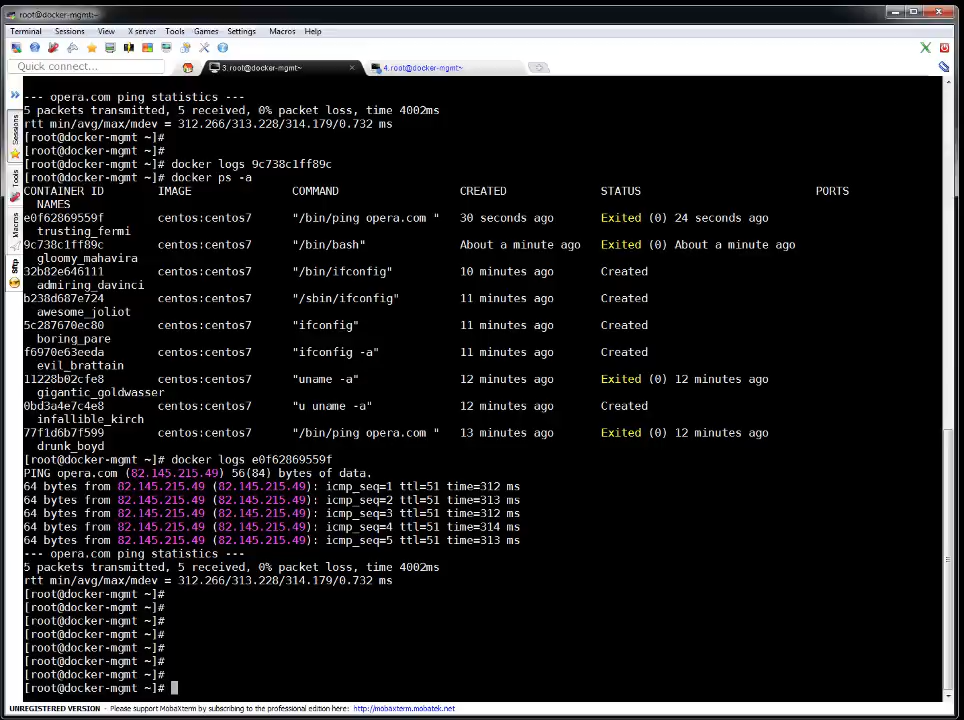 root@docker-mgmt:~
Terminal Sessions View X server Tools Games Settings Macros Help
Quick connect...
3.root@docker-mgmt~
4.root@docker-mgmt~
Sessions
Tools
Macros
Sftp
--- opera.com ping statistics ---
5 packets transmitted, 5 received, 0% packet loss, time 4002ms
rtt min/avg/max/mdev = 312.266/313.228/314.179/0.732 ms
[root@docker-mgmt ~]#
[root@docker-mgmt ~]#
[root@docker-mgmt ~]# docker logs 9c738c1ff89c
[root@docker-mgmt ~]# docker ps -a
CONTAINER ID IMAGE COMMAND CREATED STATUS PORTS
NAMES
e0f62869559f centos:centos7 "/bin/ping opera.com " 30 seconds ago Exited (0) 24 seconds ago
trusting_fermi
9c738c1ff89c centos:centos7 "/bin/bash" About a minute ago Exited (0) About a minute ago
gloomy_mahavira
32b82e646111 centos:centos7 "/bin/ifconfig" 10 minutes ago Created
admiring_davinci
b238d687e724 centos:centos7 "/sbin/ifconfig" 11 minutes ago Created
awesome_joliot
5c287670ec80 centos:centos7 "ifconfig" 11 minutes ago Created
boring_pare
f6970e63eeda centos:centos7 "ifconfig -a" 11 minutes ago Created
evil_brattain
11228b02cfe8 centos:centos7 "uname -a" 12 minutes ago Exited (0) 12 minutes ago
gigantic_goldwasser
0bd3a4e7c4e8 centos:centos7 "u uname -a" 12 minutes ago Created
infallible_kirch
77f1d6b7f599 centos:centos7 "/bin/ping opera.com " 13 minutes ago Exited (0) 12 minutes ago
drunk_boyd
[root@docker-mgmt ~]# docker logs e0f62869559f
PING opera.com (82.145.215.49) 56(84) bytes of data.
64 bytes from 82.145.215.49 (82.145.215.49): icmp_seq=1 ttl=51 time=312 ms
64 bytes from 82.145.215.49 (82.145.215.49): icmp_seq=2 ttl=51 time=313 ms
64 bytes from 82.145.215.49 (82.145.215.49): icmp_seq=3 ttl=51 time=312 ms
64 bytes from 82.145.215.49 (82.145.215.49): icmp_seq=4 ttl=51 time=314 ms
64 bytes from 82.145.215.49 (82.145.215.49): icmp_seq=5 ttl=51 time=313 ms
--- opera.com ping statistics ---
5 packets transmitted, 5 received, 0% packet loss, time 4002ms
rtt min/avg/max/mdev = 312.266/313.228/314.179/0.732 ms
[root@docker-mgmt ~]#
[root@docker-mgmt ~]#
[root@docker-mgmt ~]#
[root@docker-mgmt ~]#
[root@docker-mgmt ~]#
[root@docker-mgmt ~]#
[root@docker-mgmt ~]#
[root@docker-mgmt ~]#
UNREGISTERED VERSION - Please support MobaXterm by subscribing to the professional edition here: http://mobaxterm.mobatek.net